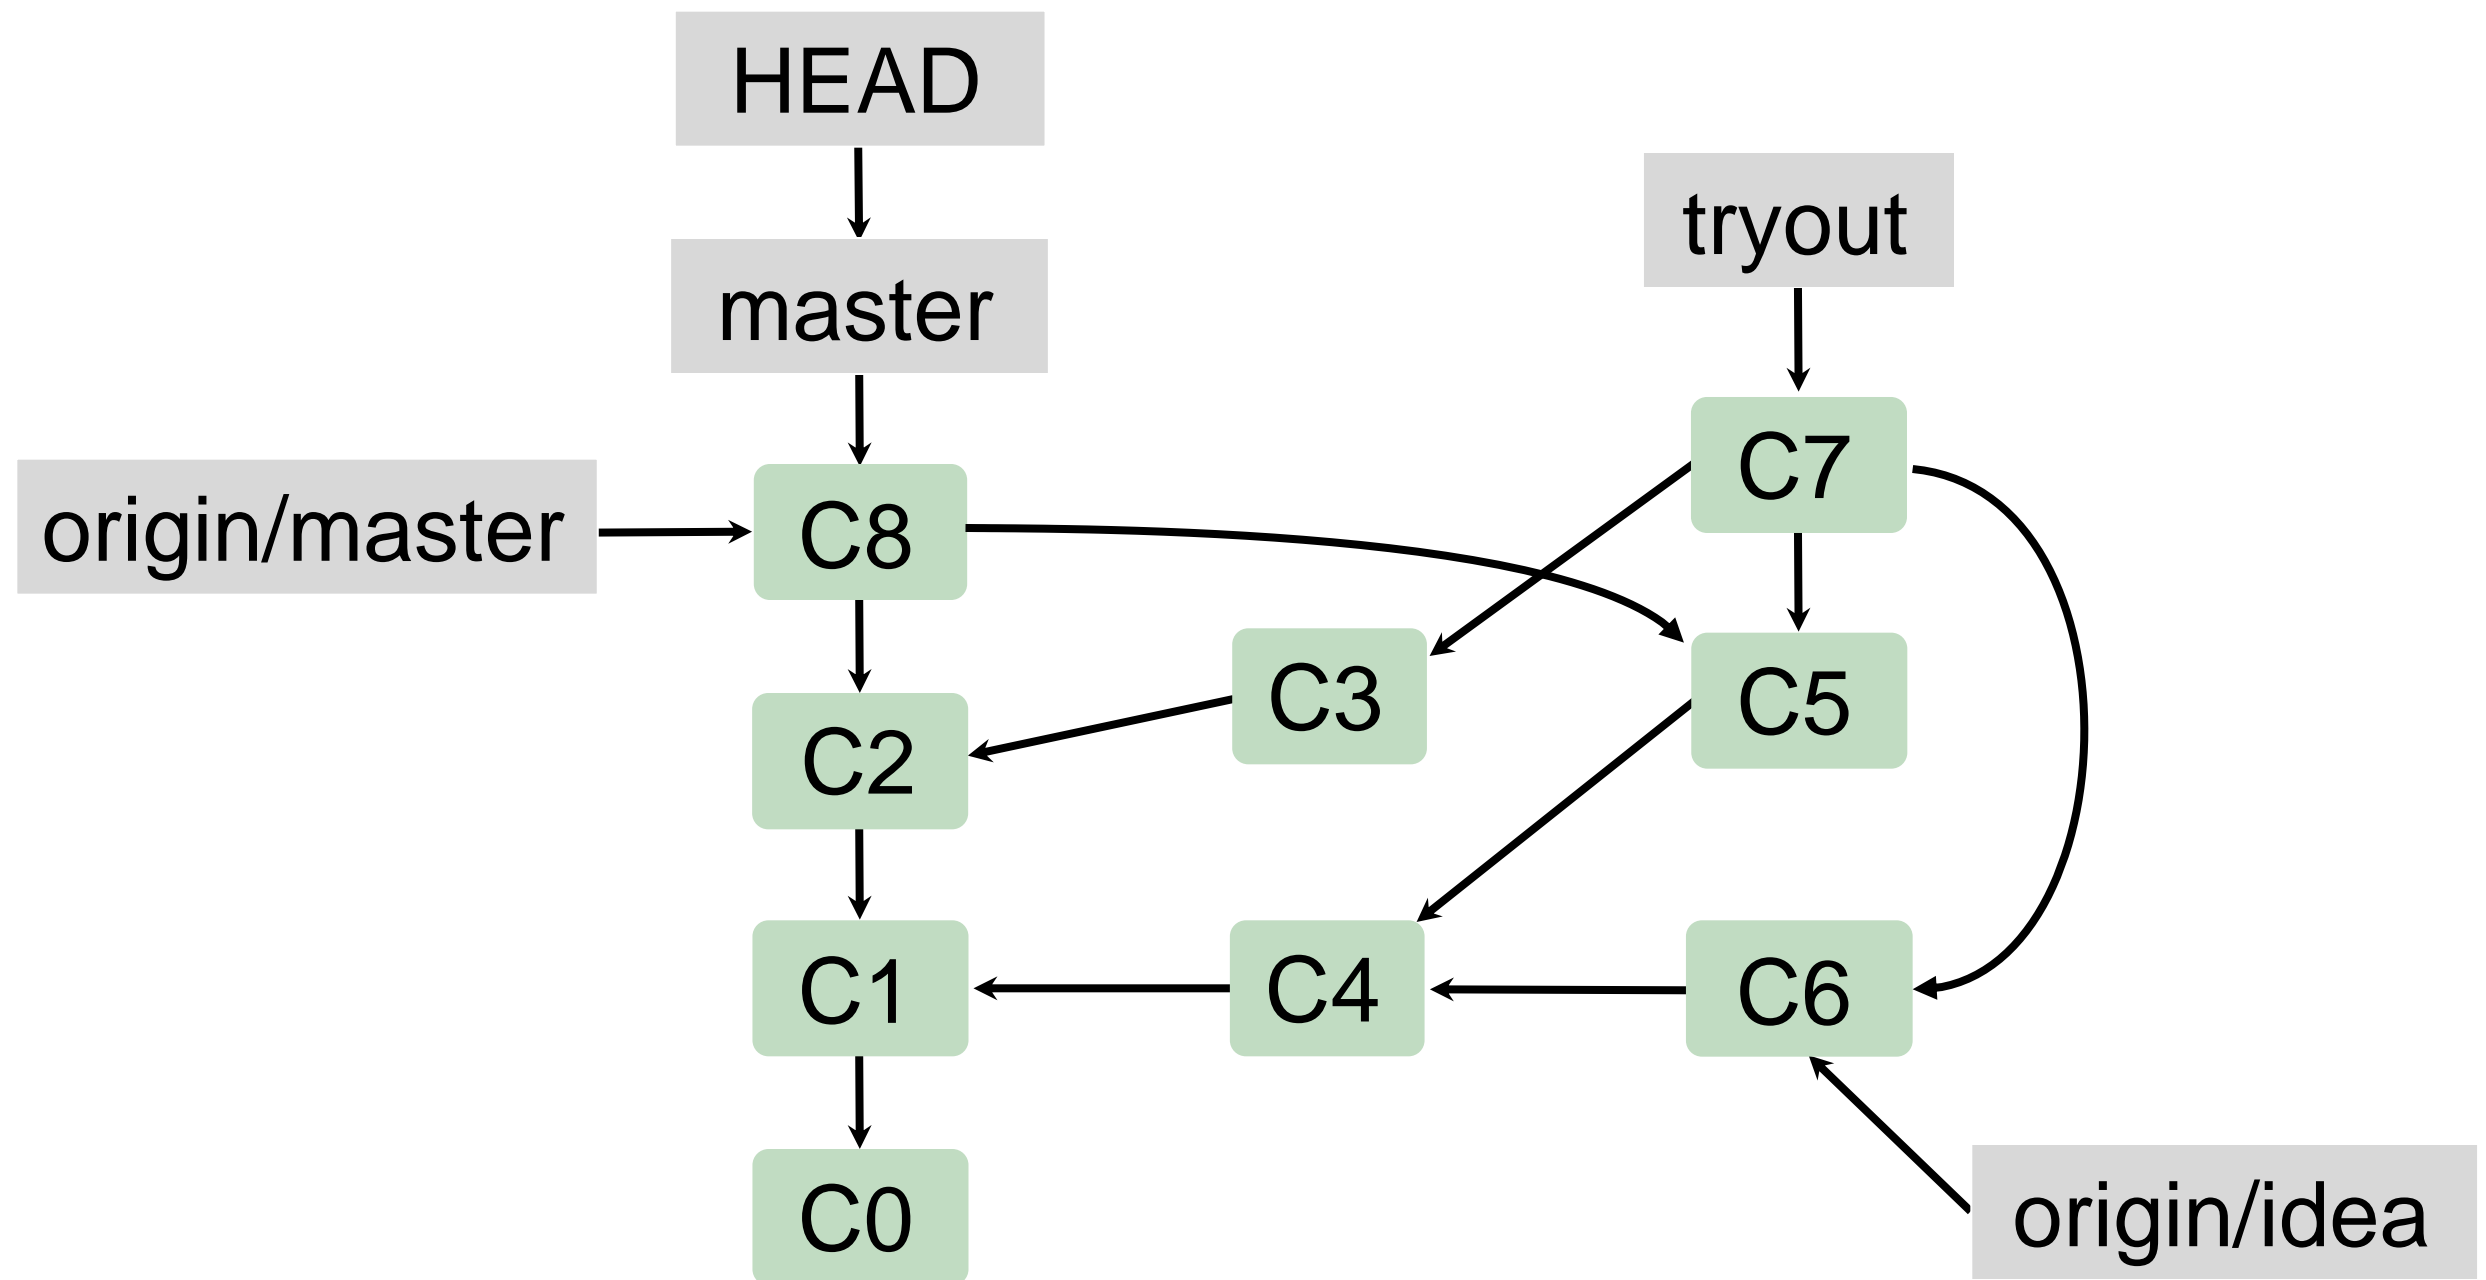 HEAD
tryout
master
C7
origin/master
C8
C3
C5
C2
C1
C4
C6
C0
origin/idea